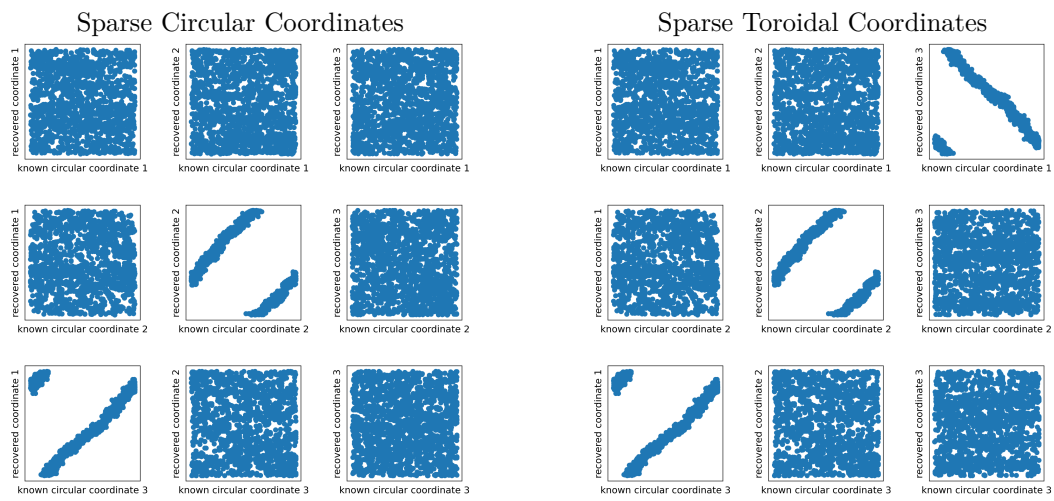 Sparse Circular Coordinates
Sparse Toroidal Coordinates
recovered coordinate 1
known circular coordinate 1
recovered coordinate 2
known circular coordinate 1
recovered coordinate 3
known circular coordinate 1
recovered coordinate 1
known circular coordinate 1
recovered coordinate 2
known circular coordinate 1
recovered coordinate 3
known circular coordinate 1
recovered coordinate 1
known circular coordinate 2
recovered coordinate 2
known circular coordinate 2
recovered coordinate 3
known circular coordinate 2
recovered coordinate 1
known circular coordinate 2
recovered coordinate 2
known circular coordinate 2
recovered coordinate 3
known circular coordinate 2
recovered coordinate 1
known circular coordinate 3
recovered coordinate 2
known circular coordinate 3
recovered coordinate 3
known circular coordinate 3
recovered coordinate 1
known circular coordinate 3
recovered coordinate 2
known circular coordinate 3
recovered coordinate 3
known circular coordinate 3